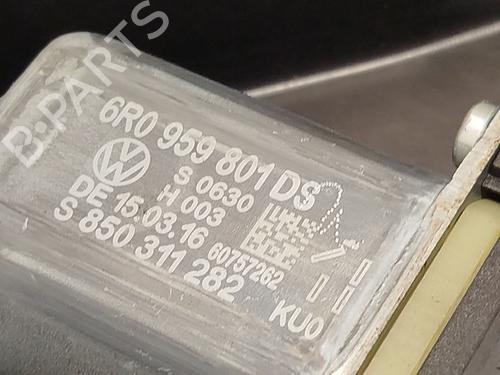 B-PARTS
6R0 959 801 DS
S 0630
H 003
DE 15.03.16
60757262
S 850 311 282
KU0